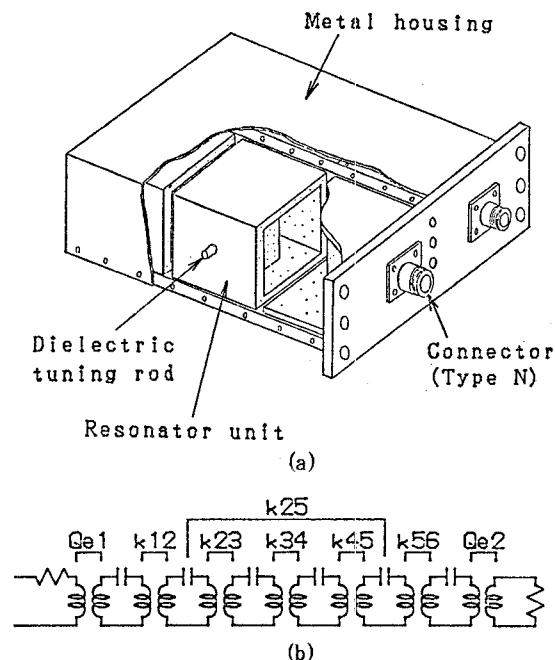 Metal housing
Dielectric
tuning rod
Resonator unit
Connector
(Type N)
(a)
k25
Qe1 k12 k23 k34 k45 k56 Qe2
(b)